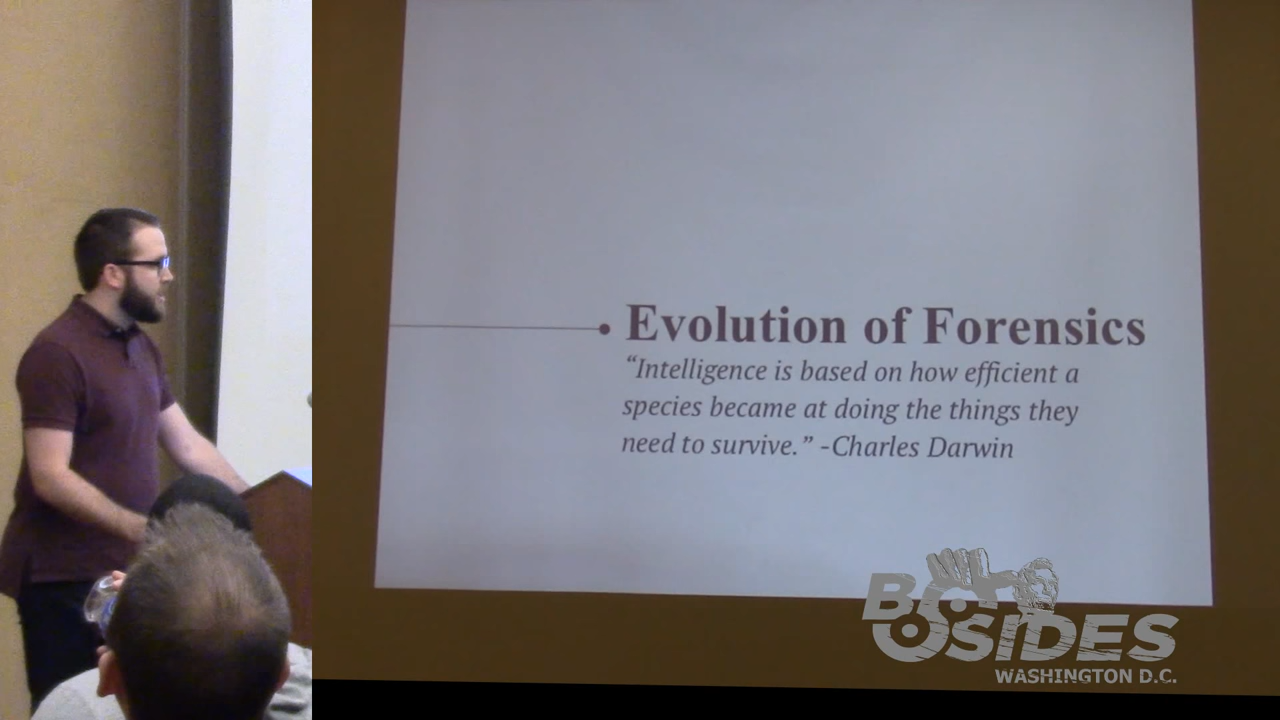 Evolution of Forensics
“Intelligence is based on how efficient a
species became at doing the things they
need to survive.” -Charles Darwin
BSIDES
WASHINGTON D.C.